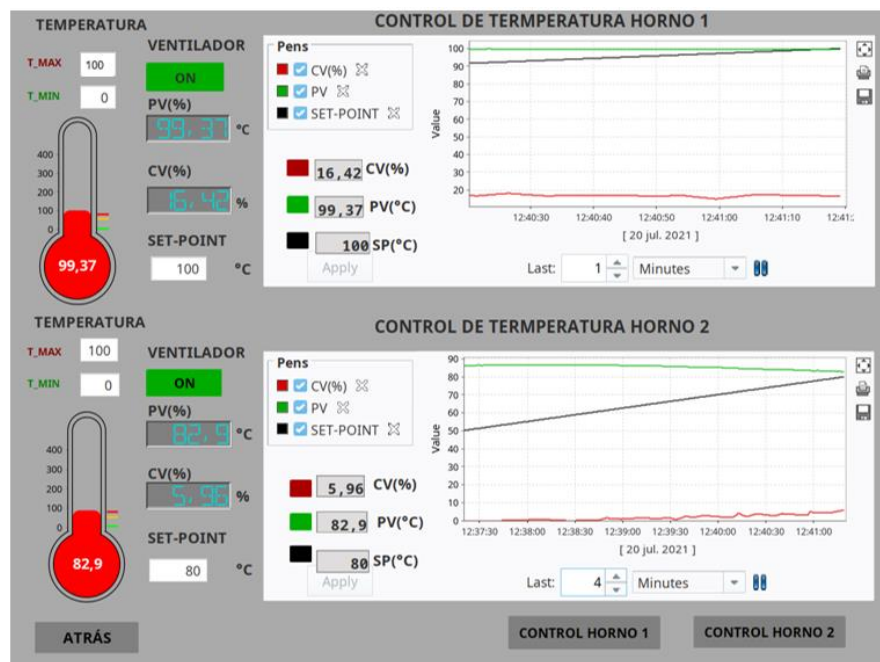 TEMPERATURA
CONTROL DE TERMPERATURA HORNO 1
T_MAX 100
T_MIN 0
VENTILADOR
ON
PV(%)
99,37 °C
CV(%)
16,42 %
SET-POINT
100 °C
400
300
200
100
0
99,37
Pens
CV(%)
PV
SET-POINT
16,42 CV(%)
99,37 PV(°C)
100 SP(°C)
Apply
Value
100
90
80
70
60
50
40
30
20
12:40:30 12:40:40 12:40:50 12:41:00 12:41:10 12:41:
[ 20 jul. 2021 ]
Last: 1 Minutes
TEMPERATURA
CONTROL DE TERMPERATURA HORNO 2
T_MAX 100
T_MIN 0
VENTILADOR
ON
PV(%)
82,9 °C
CV(%)
5,96 %
SET-POINT
80 °C
400
300
200
100
0
82,9
Pens
CV(%)
PV
SET-POINT
5,96 CV(%)
82,9 PV(°C)
80 SP(°C)
Apply
Value
90
80
70
60
50
40
30
20
10
0
12:37:30 12:38:00 12:38:30 12:39:00 12:39:30 12:40:00 12:40:30 12:41:00
[ 20 jul. 2021 ]
Last: 4 Minutes
ATRÁS
CONTROL HORNO 1
CONTROL HORNO 2